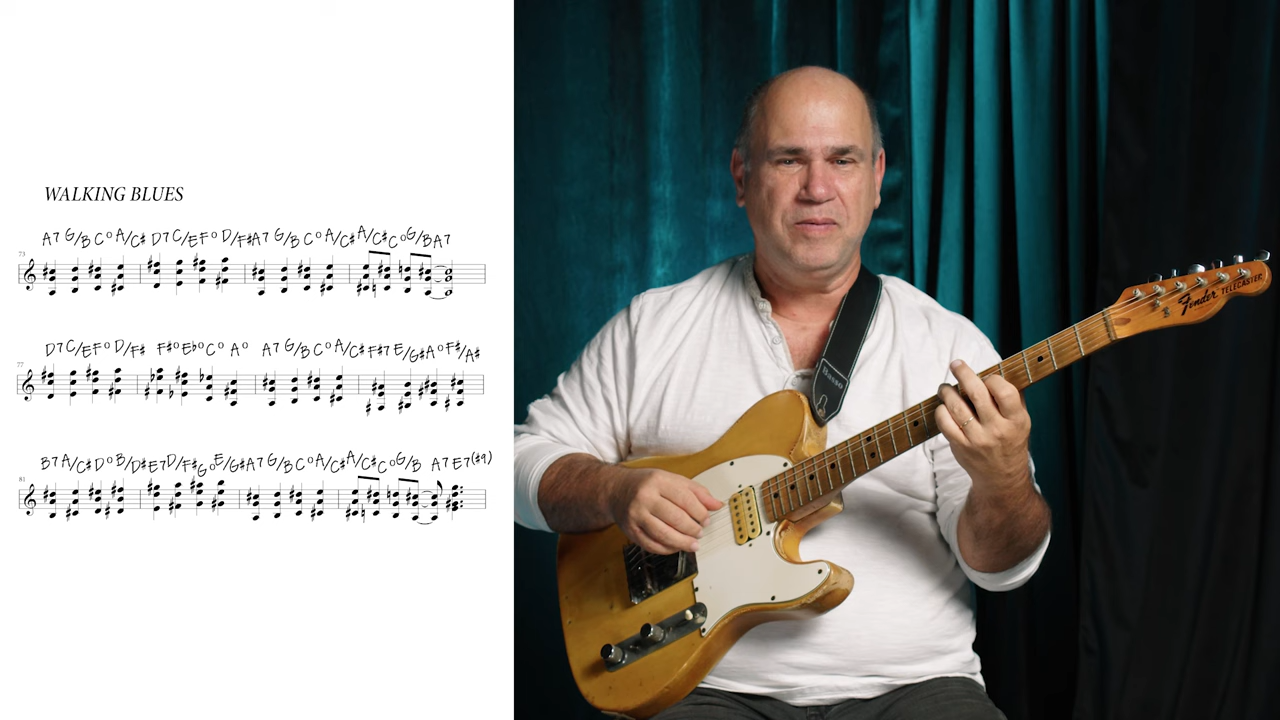 WALKING BLUES
A7 G/B C° A/C# D7 C/E F° D/F# A7 G/B C° A/C# A/C# C° G/B A7
73
D7 C/E F° D/F# F#° Eb° C° A° A7 G/B C° A/C# F#7 E/G# A° F#/A#
77
B7 A/C# D° B/D# E7 D/F# G° E/G# A7 G/B C° A/C# A/C# C° G/B A7 E7(#9)
81
Basso
Fender TELECASTER